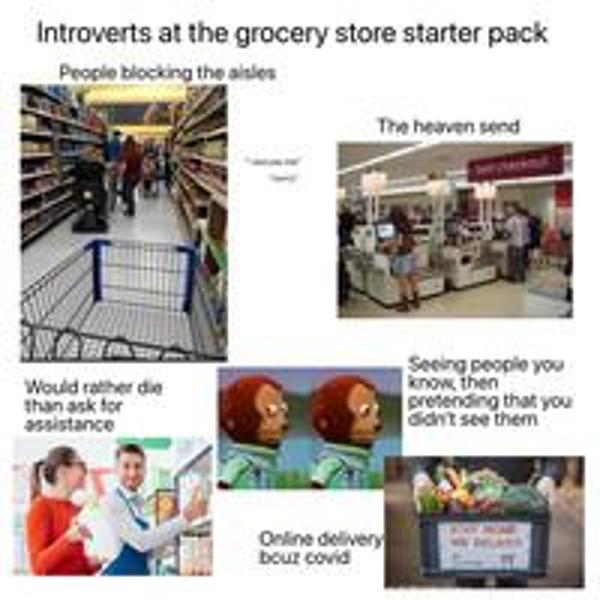 Introverts at the grocery store starter pack
People blocking the aisles
The heaven send
"excuse me"
"sorry"
Self checkout
Seeing people you
know, then
pretending that you
didn't see them
Would rather die
than ask for
assistance
Online delivery
bcuz covid
STAY HOME
WE DELIVER